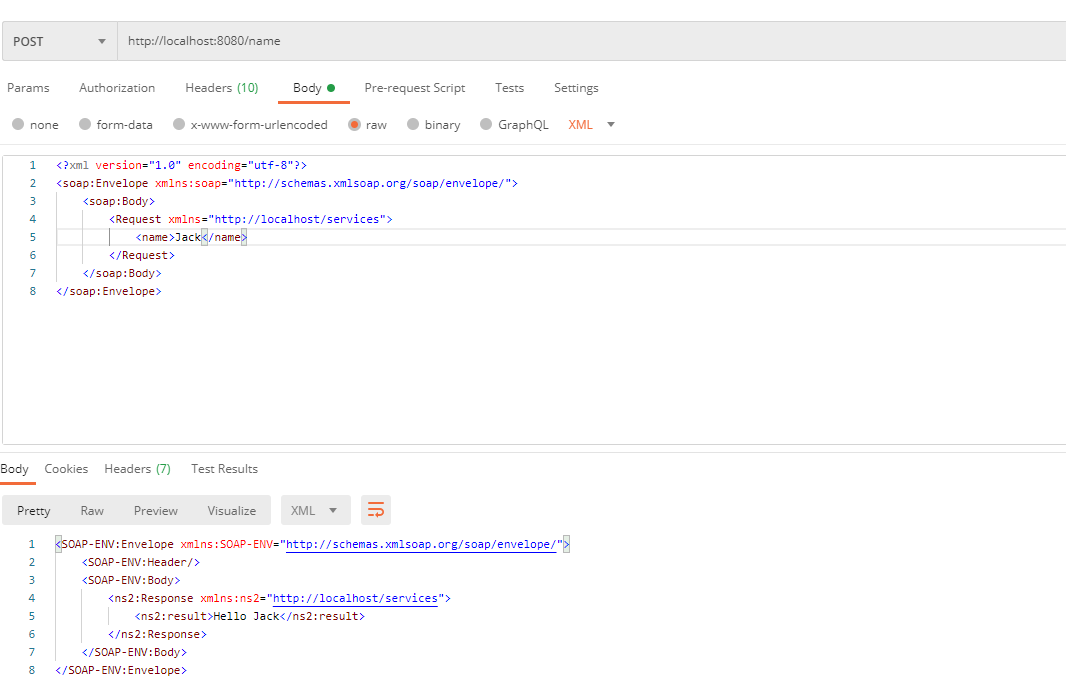 POST http://localhost:8080/name
Params Authorization Headers (10) Body Pre-request Script Tests Settings
none form-data x-www-form-urlencoded raw binary GraphQL XML
1 <?xml version="1.0" encoding="utf-8"?>
2 <soap:Envelope xmlns:soap="http://schemas.xmlsoap.org/soap/envelope/">
3 <soap:Body>
4 <Request xmlns="http://localhost/services">
5 <name>Jack</name>
6 </Request>
7 </soap:Body>
8 </soap:Envelope>
Body Cookies Headers (7) Test Results
Pretty Raw Preview Visualize XML
1 <SOAP-ENV:Envelope xmlns:SOAP-ENV="http://schemas.xmlsoap.org/soap/envelope/">
2 <SOAP-ENV:Header/>
3 <SOAP-ENV:Body>
4 <ns2:Response xmlns:ns2="http://localhost/services">
5 <ns2:result>Hello Jack</ns2:result>
6 </ns2:Response>
7 </SOAP-ENV:Body>
8 </SOAP-ENV:Envelope>